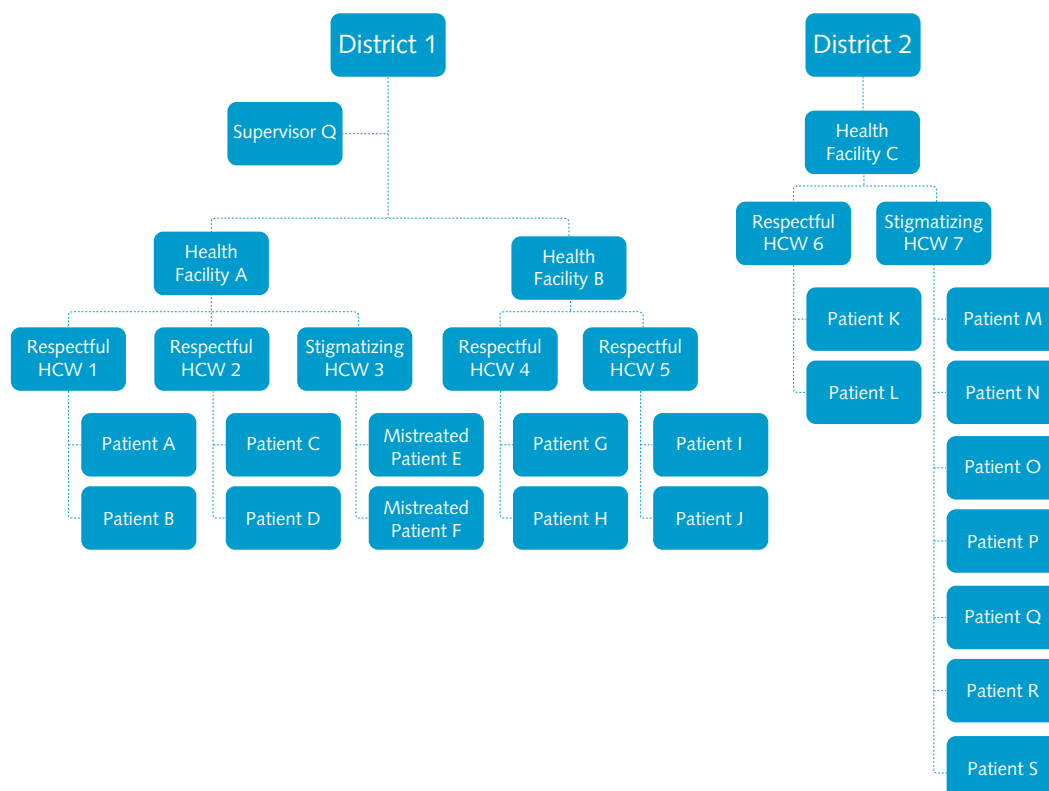 District 1
Supervisor Q
Health
Facility A
Health
Facility B
Respectful
HCW 1
Respectful
HCW 2
Stigmatizing
HCW 3
Respectful
HCW 4
Respectful
HCW 5
Patient A
Patient B
Patient C
Patient D
Mistreated
Patient E
Mistreated
Patient F
Patient G
Patient H
Patient I
Patient J
District 2
Health
Facility C
Respectful
HCW 6
Stigmatizing
HCW 7
Patient K
Patient L
Patient M
Patient N
Patient O
Patient P
Patient Q
Patient R
Patient S